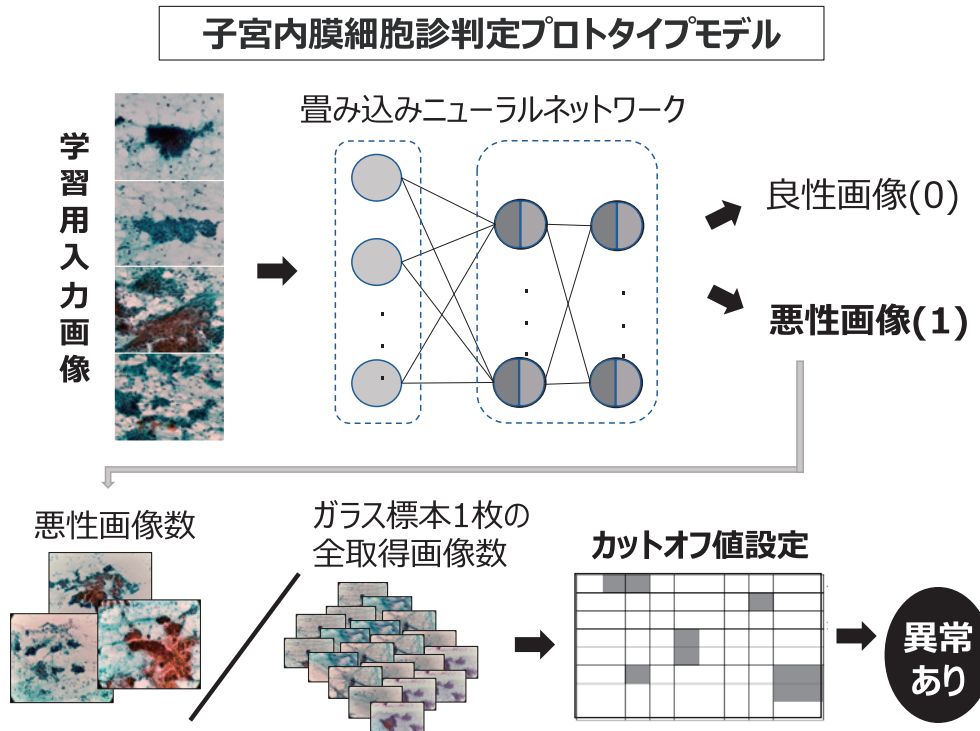 子宮内膜細胞診判定プロトタイプモデル
学習用入力画像
畳み込みニューラルネットワーク
良性画像(0)
悪性画像(1)
悪性画像数
ガラス標本1枚の
全取得画像数
カットオフ値設定
異常
あり